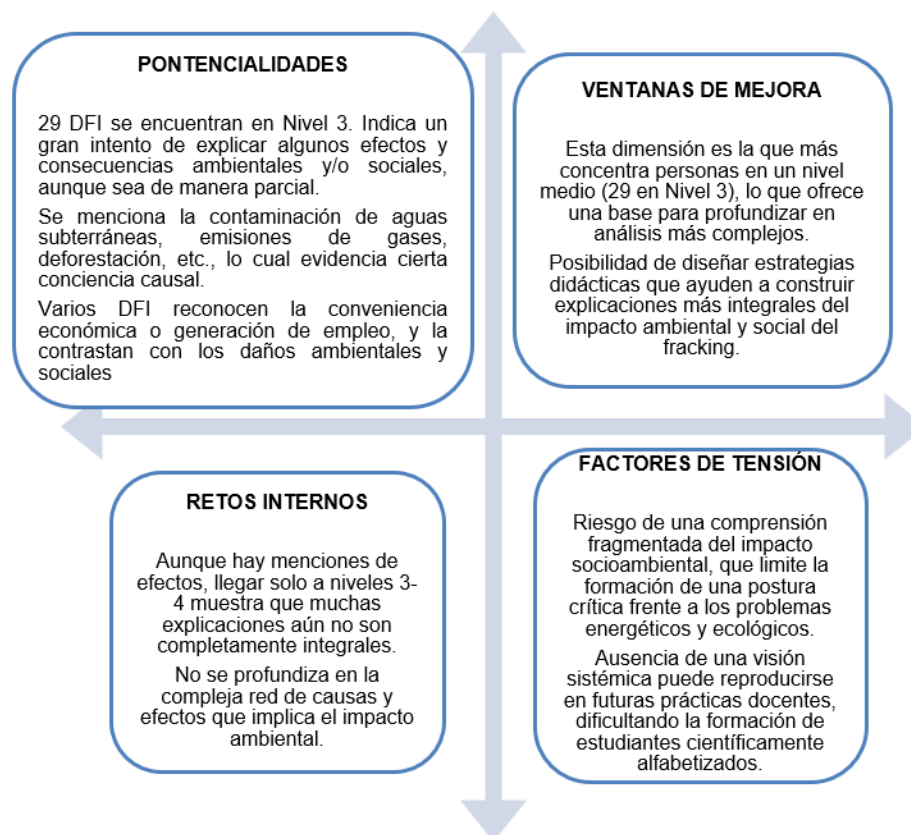 PONTENCIALIDADES
29 DFI se encuentran en Nivel 3. Indica un
gran intento de explicar algunos efectos y
consecuencias ambientales y/o sociales,
aunque sea de manera parcial.
Se menciona la contaminación de aguas
subterráneas, emisiones de gases,
deforestación, etc., lo cual evidencia cierta
conciencia causal.
Varios DFI reconocen la conveniencia
económica o generación de empleo, y la
contrastan con los daños ambientales y
sociales
VENTANAS DE MEJORA
Esta dimensión es la que más
concentra personas en un nivel
medio (29 en Nivel 3), lo que ofrece
una base para profundizar en
análisis más complejos.
Posibilidad de diseñar estrategias
didácticas que ayuden a construir
explicaciones más integrales del
impacto ambiental y social del
fracking.
RETOS INTERNOS
Aunque hay menciones de
efectos, llegar solo a niveles 3-
4 muestra que muchas
explicaciones aún no son
completamente integrales.
No se profundiza en la
compleja red de causas y
efectos que implica el impacto
ambiental.
FACTORES DE TENSIÓN
Riesgo de una comprensión
fragmentada del impacto
socioambiental, que limite la
formación de una postura
crítica frente a los problemas
energéticos y ecológicos.
Ausencia de una visión
sistémica puede reproducirse
en futuras prácticas docentes,
dificultando la formación de
estudiantes científicamente
alfabetizados.